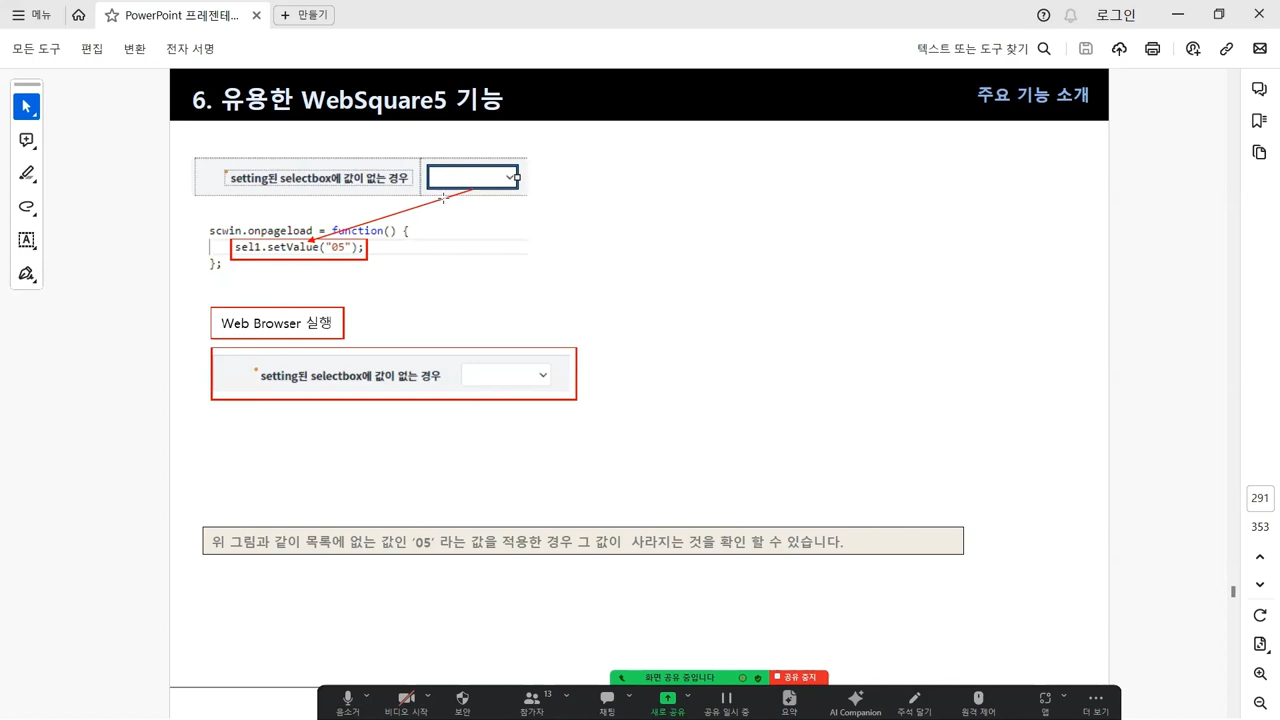 메뉴
PowerPoint 프레젠테...
만들기
로그인
모든 도구
편집
변환
전자 서명
텍스트 또는 도구 찾기
6. 유용한 WebSquare5 기능
주요 기능 소개
setting된 selectbox에 값이 없는 경우
scwin.onpageload = function() {
sel1.setValue("05");
};
Web Browser 실행
setting된 selectbox에 값이 없는 경우
위 그림과 같이 목록에 없는 값인 '05' 라는 값을 적용한 경우 그 값이 사라지는 것을 확인 할 수 있습니다.
291
353
화면 공유 중입니다
공유 중지
음소거
비디오 시작
보안
13
참가자
채팅
새로 공유
공유 일시 중
요약
AI Companion
주석 달기
원격 제어
앱
더 보기